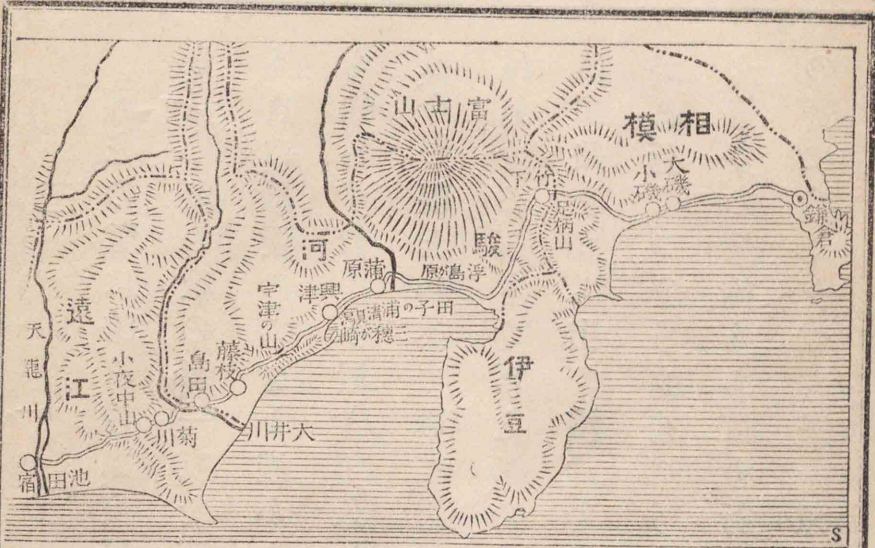 相模
鎌倉
大磯
小磯
足柄山
竹ノ下
富士山
駿
河
浮島が原
伊豆
蒲原
田子の浦
清見が
三穂が崎
興津
宇津の山
藤枝
島田
大井川
菊川
小夜中山
遠江
天龍川
池田宿
S